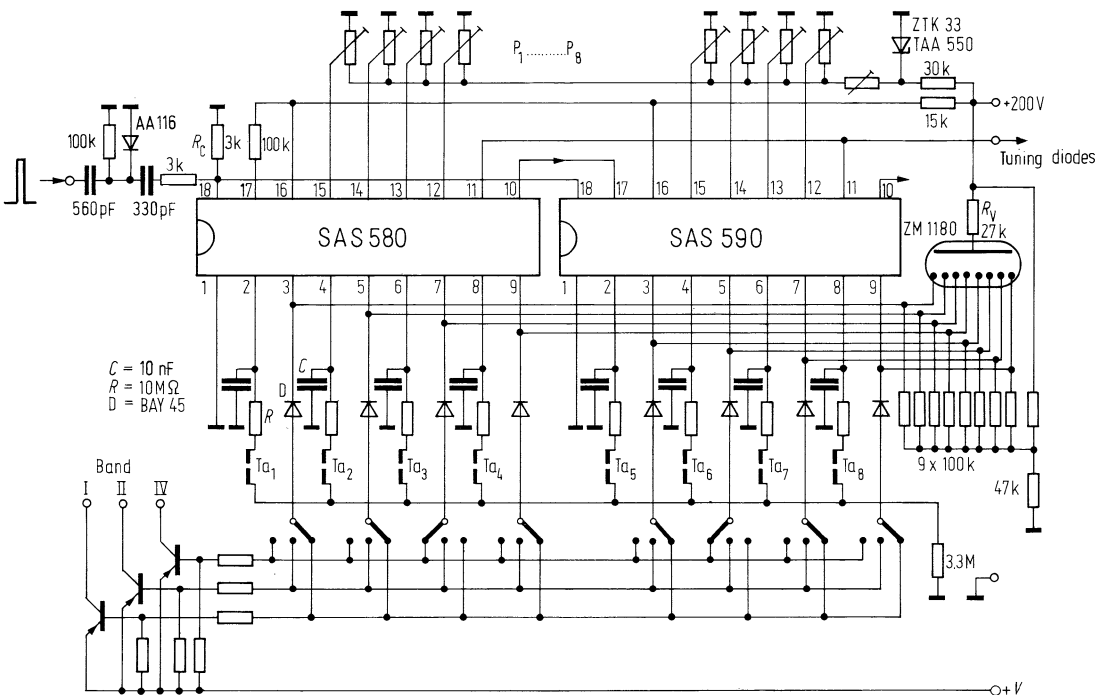 ZTK 33
TAA 550
P₁.........P₈
30k
+200V
15k
AA116
100k
R_C
3k
100k
3k
Tuning diodes
560pF
330pF
18 17 16 15 14 13 12 11 10
18 17 16 15 14 13 12 11 10
SAS 580
SAS 590
R_V
27k
ZM 1180
1 2 3 4 5 6 7 8 9
1 2 3 4 5 6 7 8 9
C = 10 nF
R = 10 MΩ
D = BAY 45
C
D
R
Ta₁
Ta₂
Ta₃
Ta₄
Ta₅
Ta₆
Ta₇
Ta₈
9 x 100k
47k
Band
I
II
IV
3,3M
+V